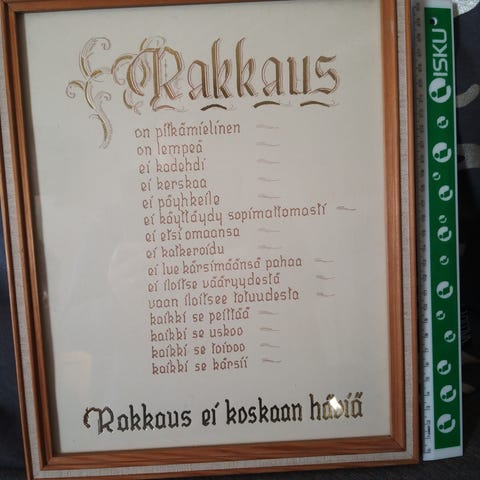 Rakkaus
on pitkämielinen
on lempeä
ei kadehdi
ei kerskaa
ei pöyhkeile
ei käyttäydy sopimattomasti
ei etsi omaansa
ei katkeroidu
ei lue kärsimäänsä pahaa
ei iloitse vääryydestä
vaan iloitsee totuudesta
kaikki se peittää
kaikki se uskoo
kaikki se toivoo
kaikki se kärsii
Rakkaus ei koskaan häviä
ISKU